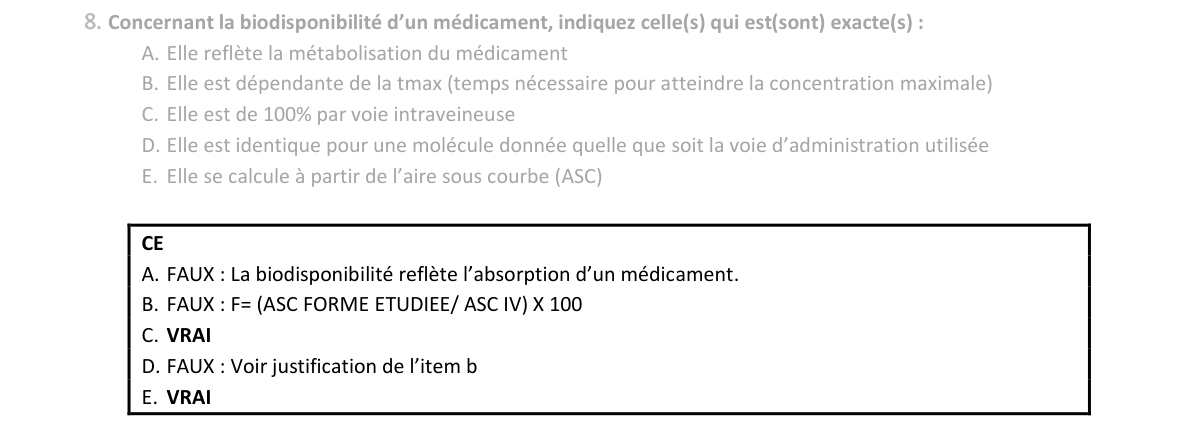 8. Concernant la biodisponibilité d’un médicament, indiquez celle(s) qui est(sont) exacte(s) :
A. Elle reflète la métabolisation du médicament
B. Elle est dépendante de la tmax (temps nécessaire pour atteindre la concentration maximale)
C. Elle est de 100% par voie intraveineuse
D. Elle est identique pour une molécule donnée quelle que soit la voie d’administration utilisée
E. Elle se calcule à partir de l’aire sous courbe (ASC)
CE
A. FAUX : La biodisponibilité reflète l’absorption d’un médicament.
B. FAUX : F= (ASC FORME ETUDIEE/ ASC IV) X 100
C. VRAI
D. FAUX : Voir justification de l’item b
E. VRAI